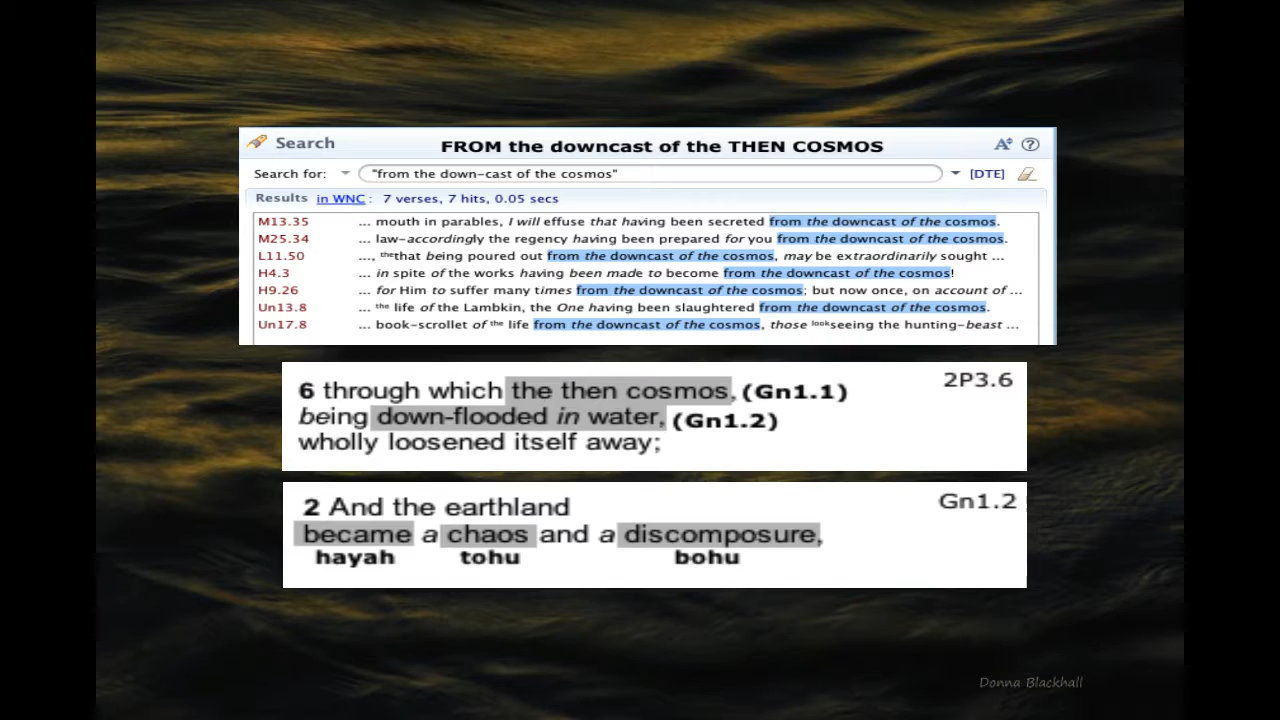 Search FROM the downcast of the THEN COSMOS
Search for: "from the down-cast of the cosmos" [DTE]
Results in WNC: 7 verses, 7 hits, 0.05 secs
M13.35 ... mouth in parables, I will effuse that having been secreted from the downcast of the cosmos.
M25.34 ... law-accordingly the regency having been prepared for you from the downcast of the cosmos.
L11.50 ..., the that being poured out from the downcast of the cosmos, may be extraordinarily sought ...
H4.3 ... in spite of the works having been made to become from the downcast of the cosmos!
H9.26 ... for Him to suffer many times from the downcast of the cosmos; but now once, on account of ...
Un13.8 ... the life of the Lambkin, the One having been slaughtered from the downcast of the cosmos.
Un17.8 ... book-scrollet of the life from the downcast of the cosmos, those look seeing the hunting-beast ...
6 through which the then cosmos, (Gn1.1) 2P3.6
being down-flooded in water, (Gn1.2)
wholly loosened itself away;
2 And the earthland Gn1.2
became a chaos and a discomposure,
hayah tohu bohu
Donna Blackhall